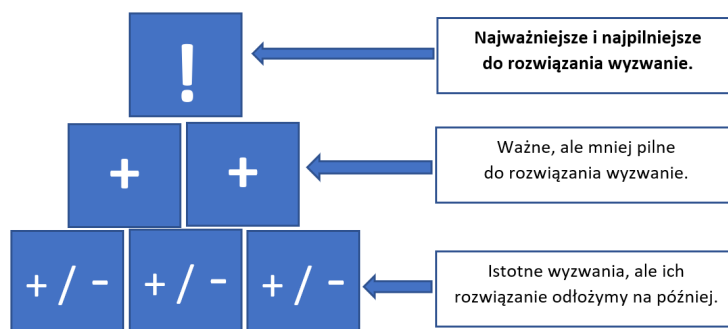 !
Najważniejsze i najpilniejsze
do rozwiązania wyzwanie.
+ +
Ważne, ale mniej pilne
do rozwiązania wyzwanie.
+ / - + / - + / -
Istotne wyzwania, ale ich
rozwiązanie odłożymy na później.